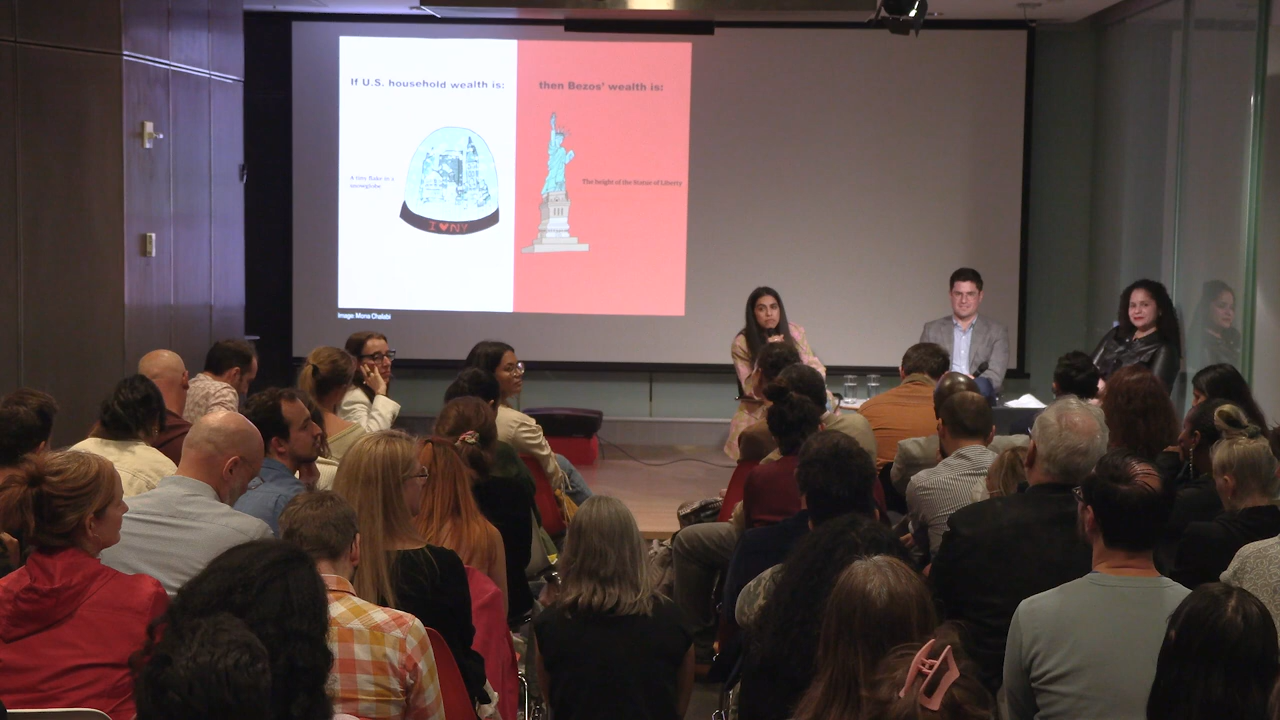 If U.S. household wealth is:
then Bezos' wealth is:
A tiny flake in a
snowglobe
The height of the Statue of Liberty
I ♥ NY
Image: Mona Chalabi